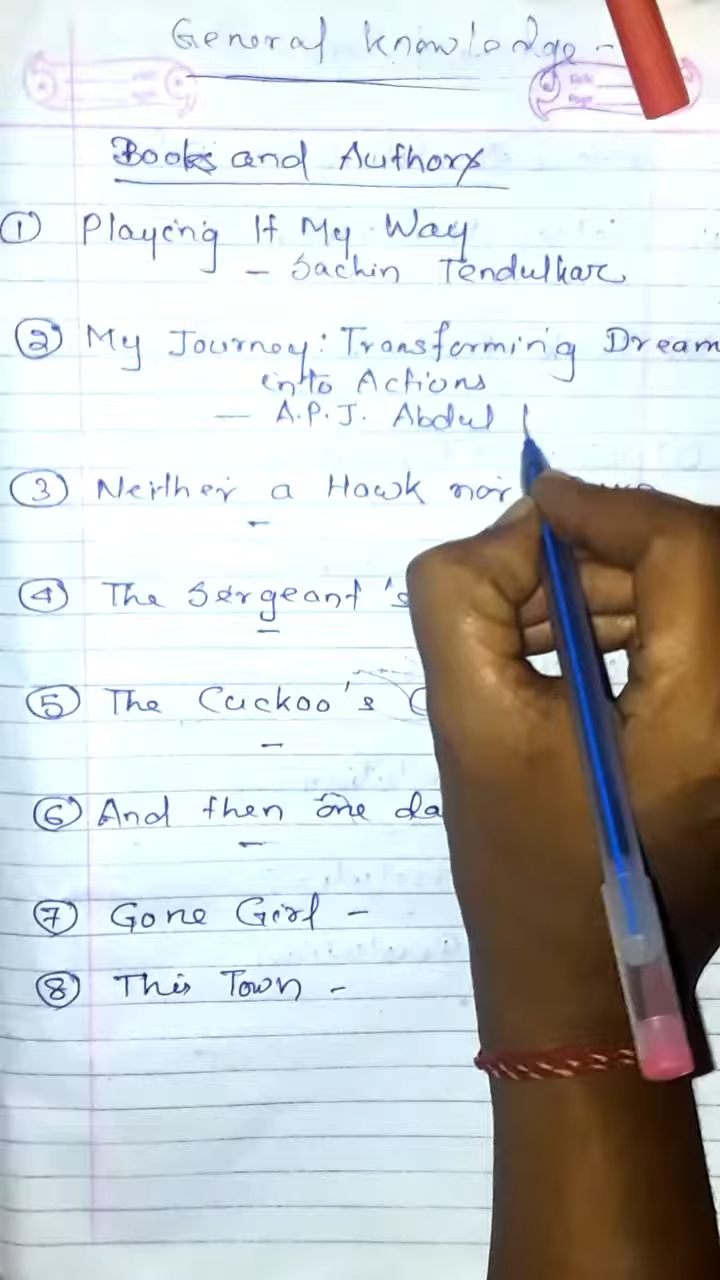 General Knowledge -
Books and Authors
① Playing It My Way
- Sachin Tendulkar
② My Journey: Transforming Dream
into Actions
- A.P.J. Abdul
③ Neither a Hawk nor
-
④ The Sergeant's
-
⑤ The Cuckoo's
-
⑥ And then one da
-
⑦ Gone Girl -
⑧ This Town -